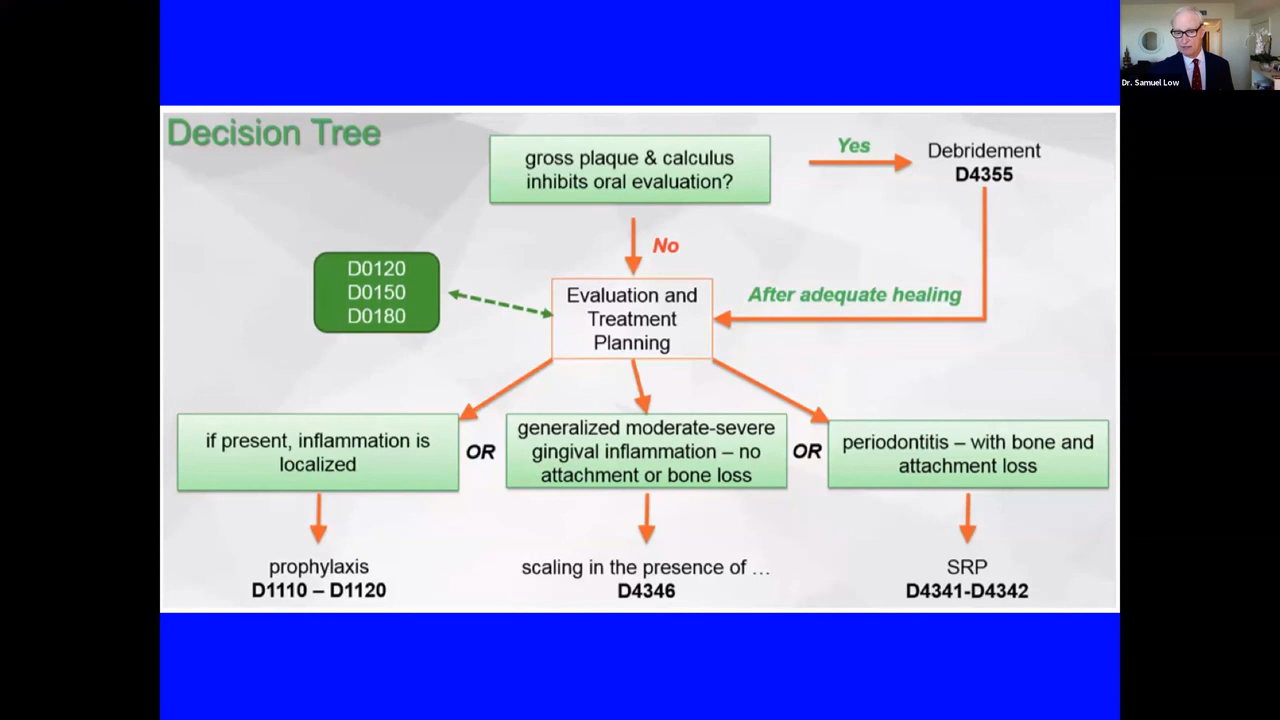 Dr. Samuel Low
Decision Tree
gross plaque & calculus
inhibits oral evaluation?
Yes
Debridement
D4355
No
D0120
D0150
D0180
Evaluation and
Treatment
Planning
After adequate healing
if present, inflammation is
localized
OR
generalized moderate-severe
gingival inflammation – no
attachment or bone loss
OR
periodontitis – with bone and
attachment loss
prophylaxis
D1110 – D1120
scaling in the presence of …
D4346
SRP
D4341-D4342